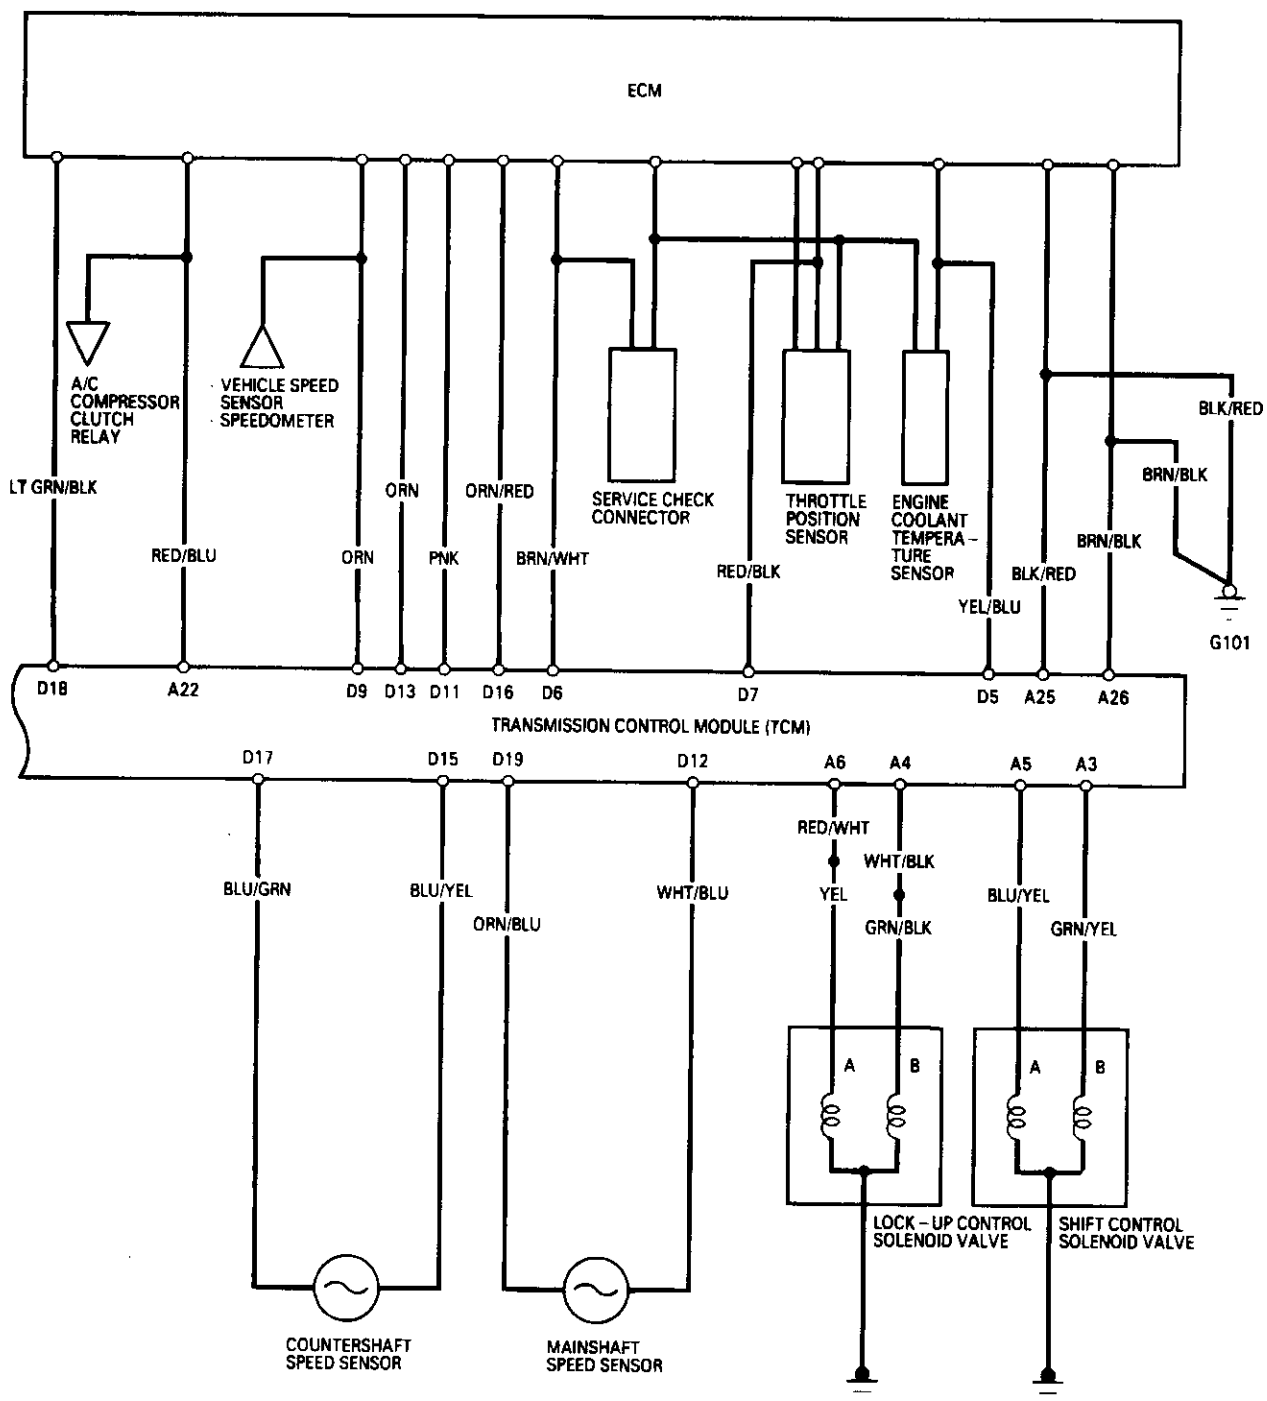 ECM
A/C
COMPRESSOR
CLUTCH
RELAY
VEHICLE SPEED
SENSOR
SPEEDOMETER
BLK/RED
LT GRN/BLK
ORN
ORN/RED
SERVICE CHECK
CONNECTOR
THROTTLE
POSITION
SENSOR
ENGINE
COOLANT
TEMPERA-
TURE
SENSOR
BRN/BLK
RED/BLU
ORN
PNK
BRN/WHT
RED/BLK
YEL/BLU
BLK/RED
BRN/BLK
G101
D18
A22
D9
D13
D11
D16
D6
D7
D5
A25
A26
TRANSMISSION CONTROL MODULE (TCM)
D17
D15
D19
D12
A6
A4
A5
A3
RED/WHT
WHT/BLK
BLU/GRN
BLU/YEL
ORN/BLU
WHT/BLU
YEL
GRN/BLK
BLU/YEL
GRN/YEL
A
B
A
B
LOCK-UP CONTROL
SOLENOID VALVE
SHIFT CONTROL
SOLENOID VALVE
COUNTERSHAFT
SPEED SENSOR
MAINSHAFT
SPEED SENSOR